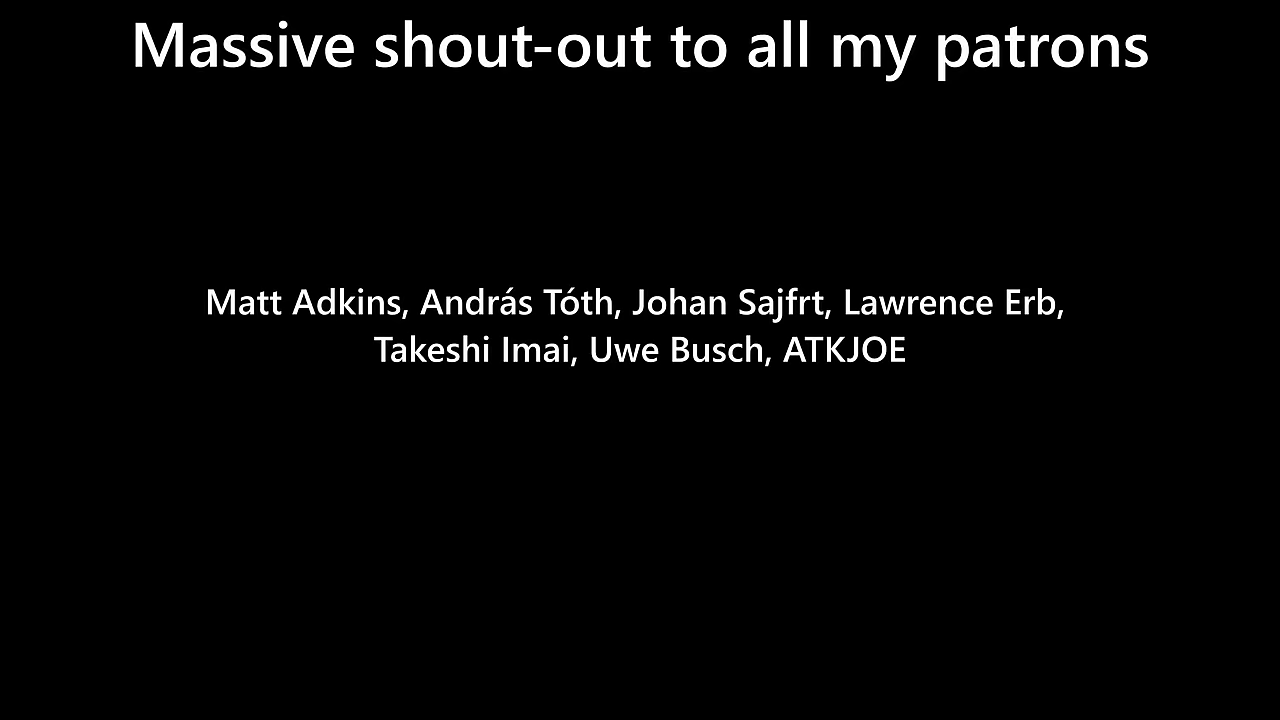 Massive shout-out to all my patrons
Matt Adkins, András Tóth, Johan Sajfrt, Lawrence Erb,
Takeshi Imai, Uwe Busch, ATKJOE